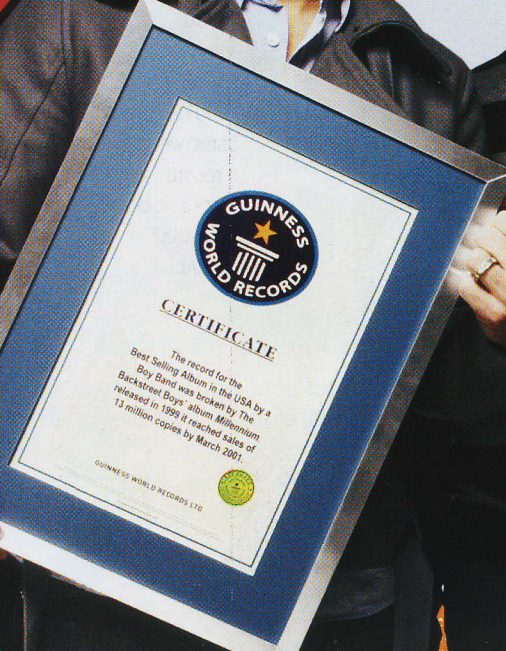 GUINNESS
WORLD RECORDS
CERTIFICATE
The record for the
Best Selling Album in the USA by a
Boy Band was broken by The
Backstreet Boys' album Millennium
released in 1999 it reached sales of
13 million copies by March 2001.
GUINNESS WORLD RECORDS LTD